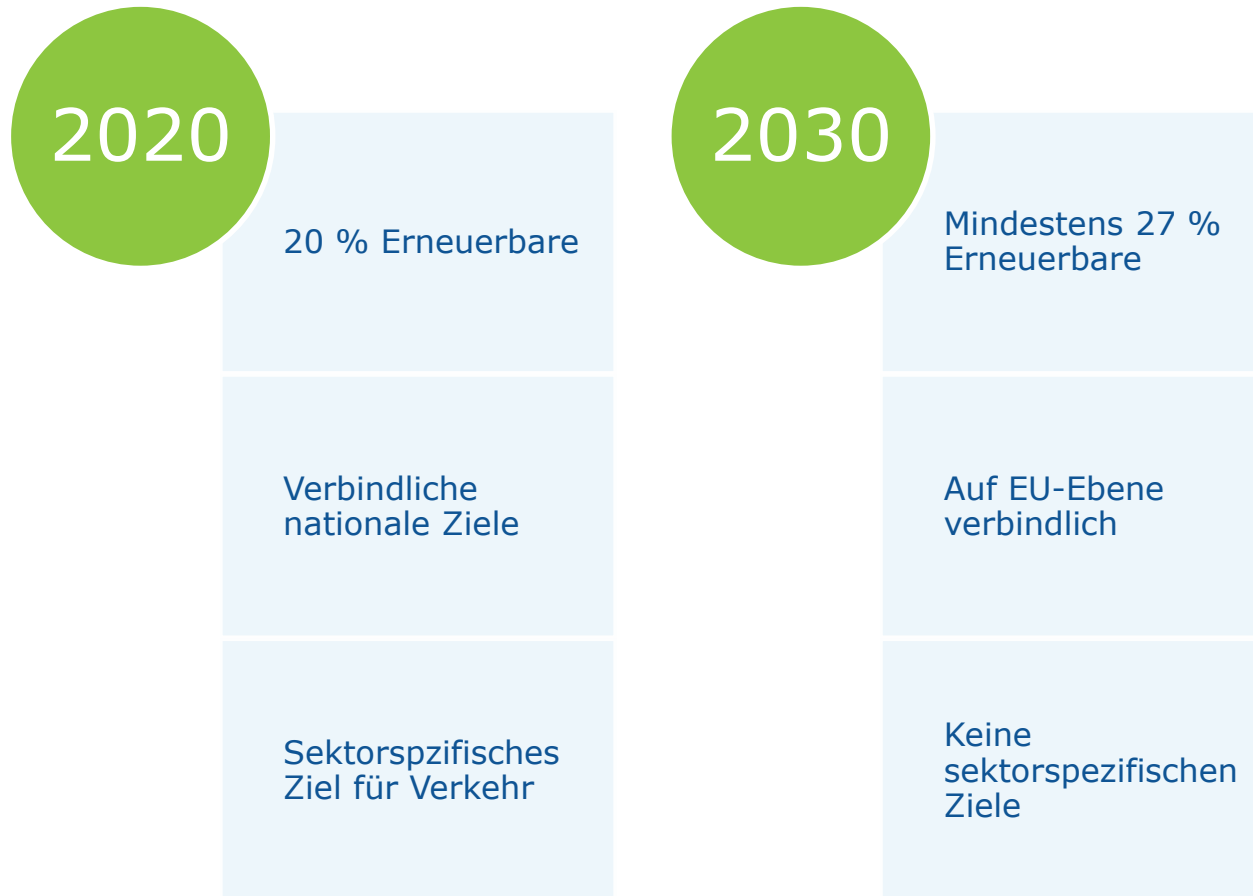 2020
20 % Erneuerbare
Verbindliche
nationale Ziele
Sektorspzifisches
Ziel für Verkehr
2030
Mindestens 27 %
Erneuerbare
Auf EU-Ebene
verbindlich
Keine
sektorspezifischen
Ziele